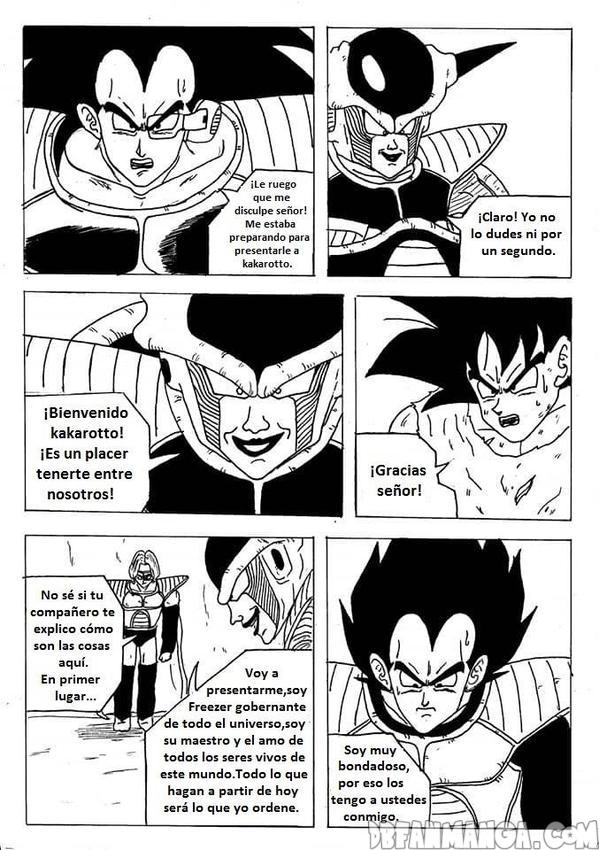 ¡Le ruego
que me
disculpe señor!
Me estaba
preparando para
presentarle a
kakarotto.
¡Claro! Yo no
lo dudes ni por
un segundo.
¡Bienvenido
kakarotto!
¡Es un placer
tenerte entre
nosotros!
¡Gracias
señor!
No sé si tu
compañero te
explico cómo
son las cosas
aquí.
En primer
lugar...
Voy a
presentarme,soy
Freezer gobernante
de todo el universo,soy
su maestro y el amo de
todos los seres vivos de
este mundo.Todo lo que
hagan a partir de hoy
será lo que yo ordene.
Soy muy
bondadoso,
por eso los
tengo a ustedes
conmigo.
DBFANMANGA.COM